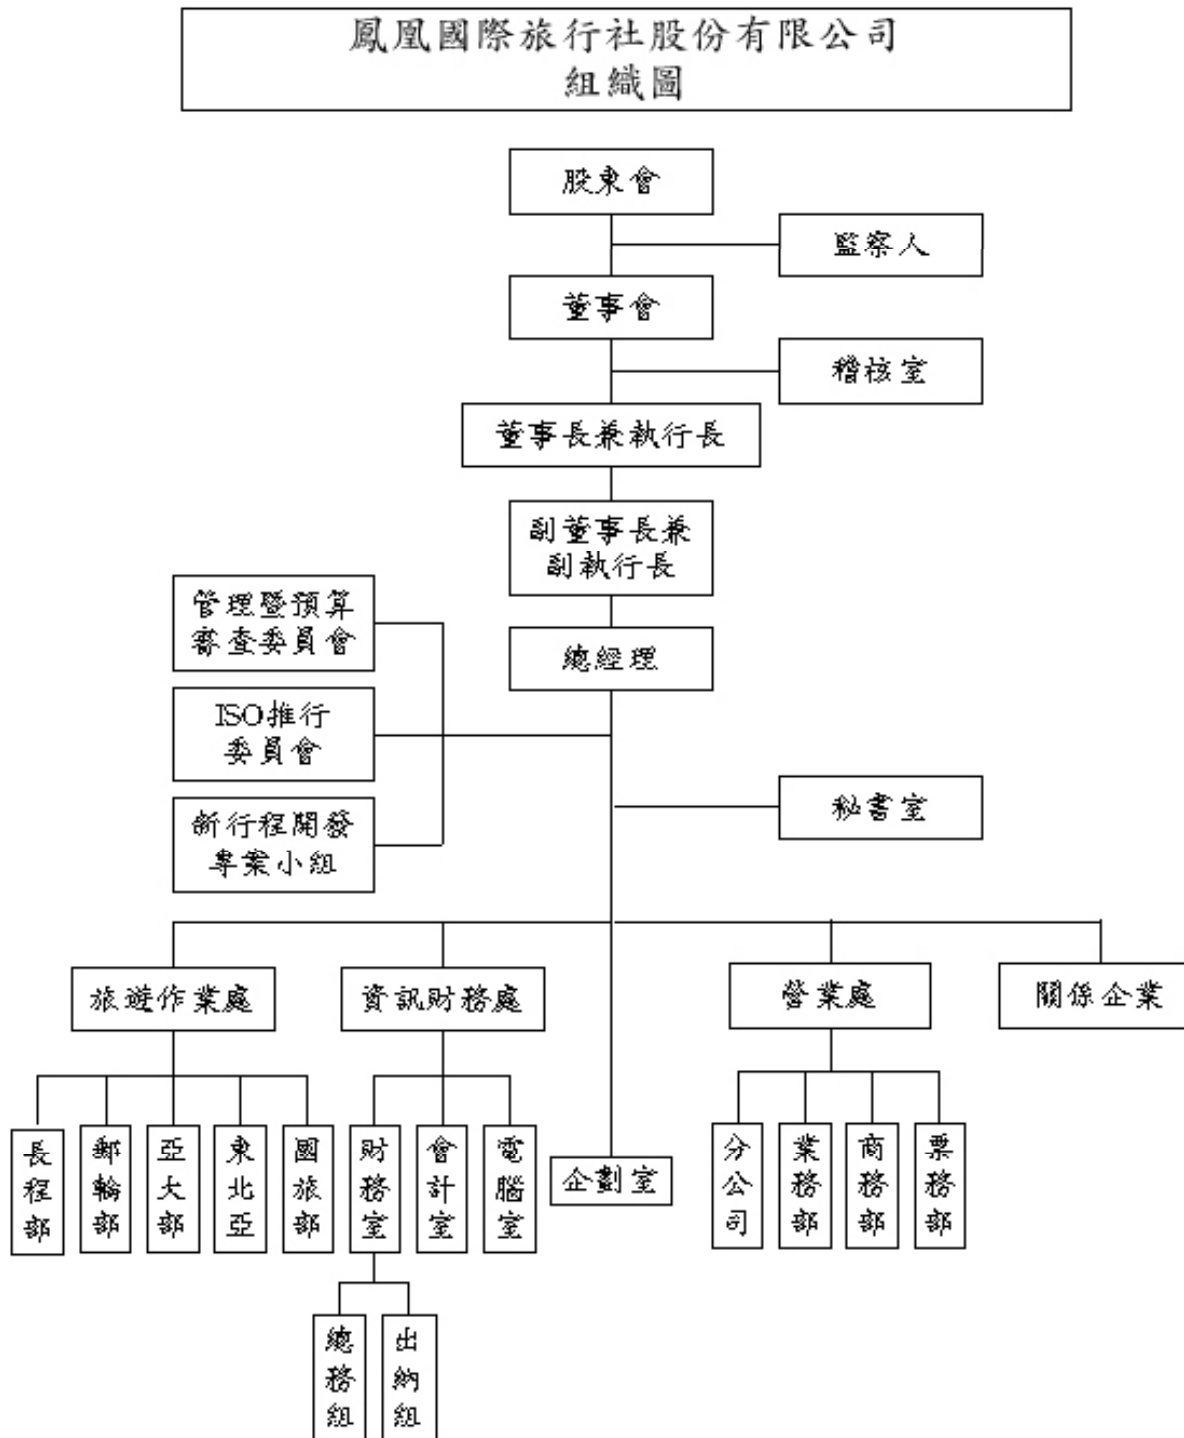 鳳凰國際旅行社股份有限公司
組織圖
股東會
監察人
董事會
稽核室
董事長兼執行長
副董事長兼
副執行長
管理暨預算
審查委員會
總經理
ISO推行
委員會
秘書室
新行程開發
專案小組
旅遊作業處
資訊財務處
營業處
關係企業
長程部
郵輪部
亞大部
東北亞
國旅部
財務室
會計室
電腦室
企劃室
分公司
業務部
商務部
票務部
總務組
出納組